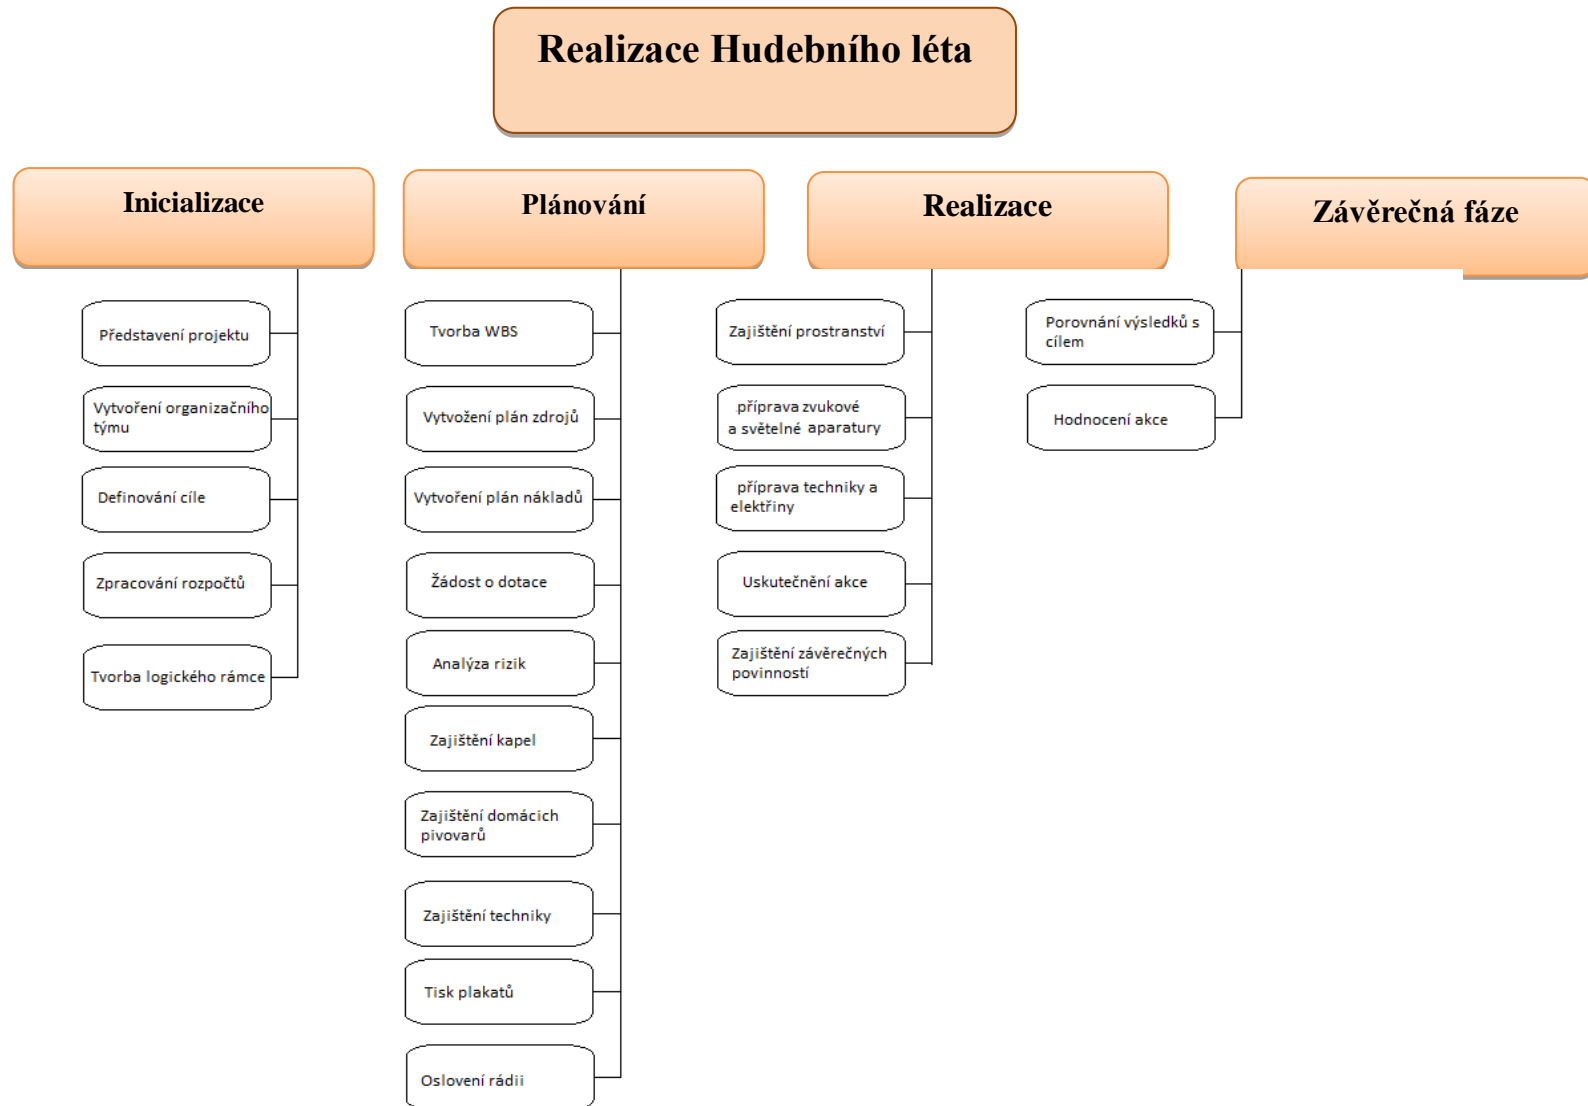 Realizace Hudebního léta
Inicializace
Představení projektu
Vytvoření organizačního
týmu
Definování cíle
Zpracování rozpočtů
Tvorba logického rámce
Plánování
Tvorba WBS
Vytvožení plán zdrojů
Vytvoření plán nákladů
Žádost o dotace
Analýza rizik
Zajištění kapel
Zajištění domácich
pivovarů
Zajištění techniky
Tisk plakatů
Oslovení rádii
Realizace
Zajištění prostranství
příprava zvukové
a světelné aparatury
příprava techniky a
elektřiny
Uskutečnění akce
Zajištění závěrečných
povinností
Závěrečná fáze
Porovnání výsledků s
cílem
Hodnocení akce